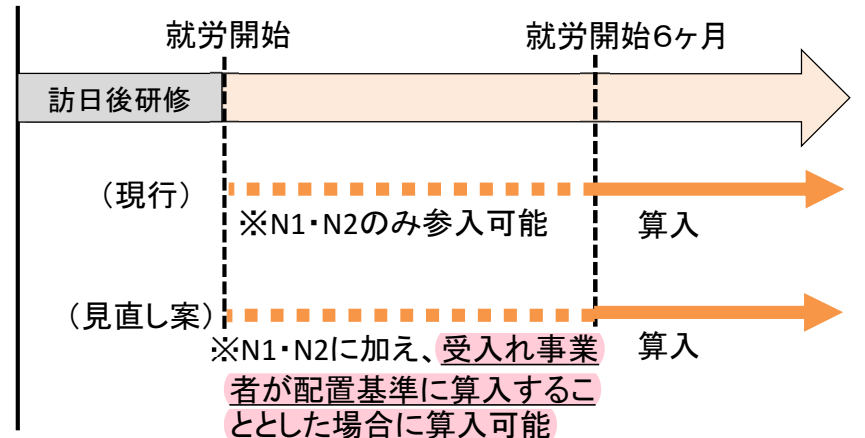 就労開始
就労開始6ヶ月
訪日後研修
(現行)
※N1・N2のみ参入可能
算入
(見直し案)
※N1・N2に加え、受入れ事業
者が配置基準に算入するこ
ととした場合に算入可能
算入